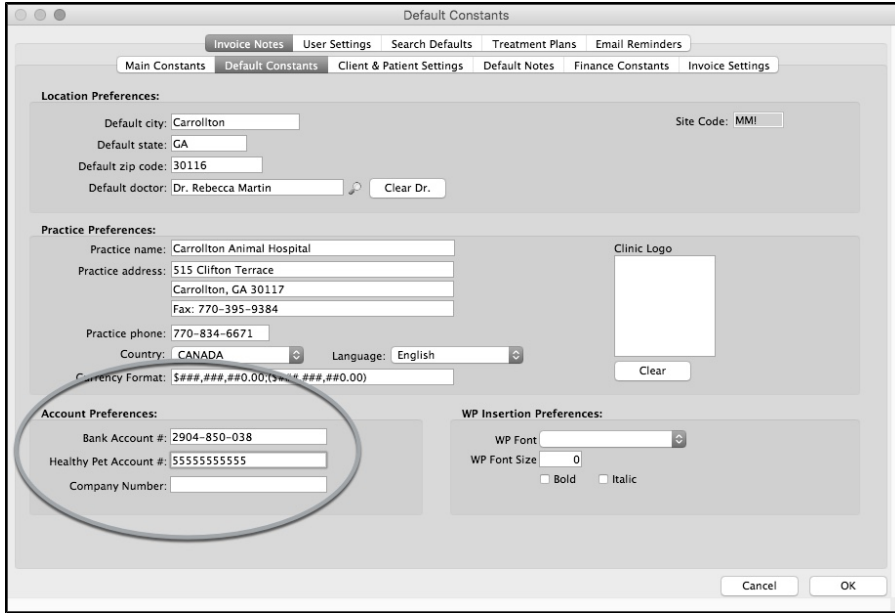 Default Constants
Invoice Notes User Settings Search Defaults Treatment Plans Email Reminders
Main Constants Default Constants Client & Patient Settings Default Notes Finance Constants Invoice Settings
Location Preferences:
Default city: Carrollton
Site Code: MM!
Default state: GA
Default zip code: 30116
Default doctor: Dr. Rebecca Martin Clear Dr.
Practice Preferences:
Practice name: Carrollton Animal Hospital
Clinic Logo
Practice address: 515 Clifton Terrace
Carrollton, GA 30117
Fax: 770-395-9384
Practice phone: 770-834-6671
Country: CANADA Language: English
Clear
Currency Format: $###,###,##0.00;($###,###,##0.00)
Account Preferences:
Bank Account #: 2904-850-038
Healthy Pet Account #: 55555555555
Company Number:
WP Insertion Preferences:
WP Font
WP Font Size 0
Bold Italic
Cancel OK